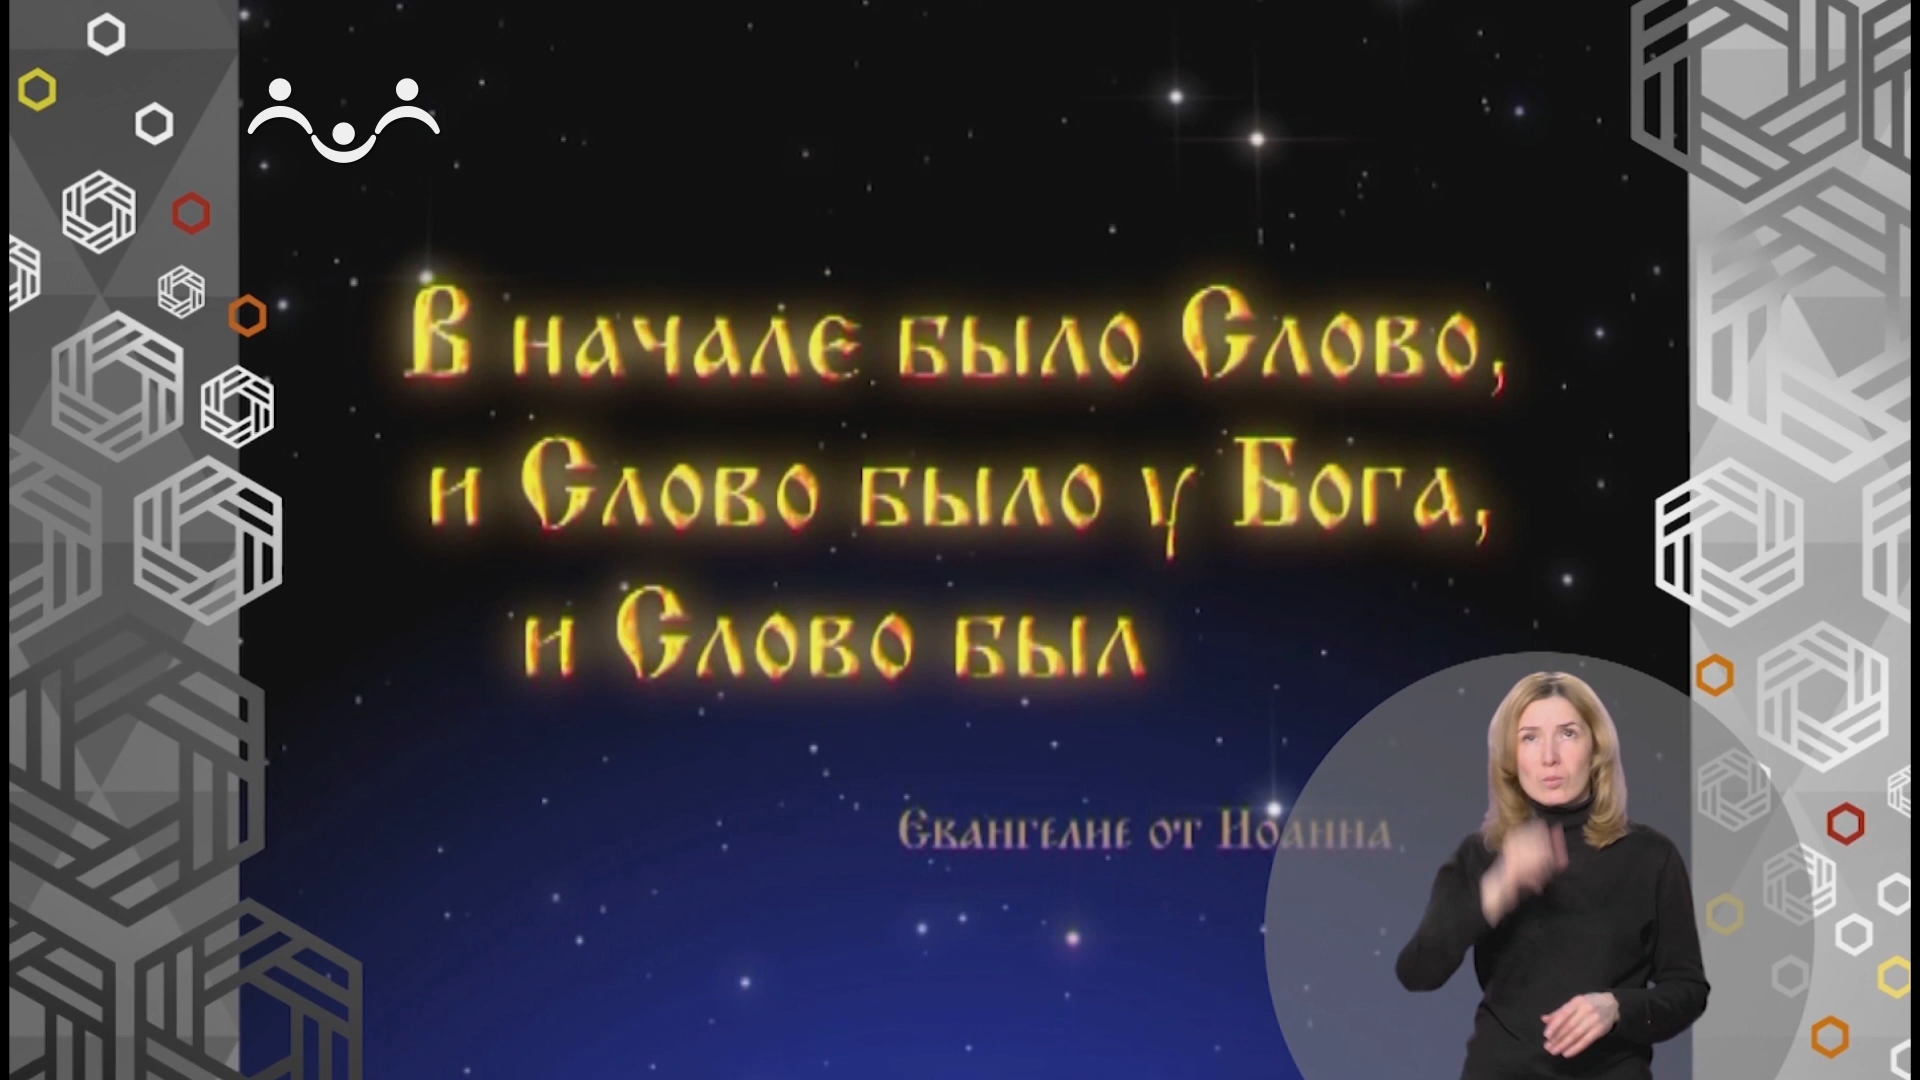 В начале было Слово,
и Слово было у Бога,
и Слово был
Евангелие от Иоанна